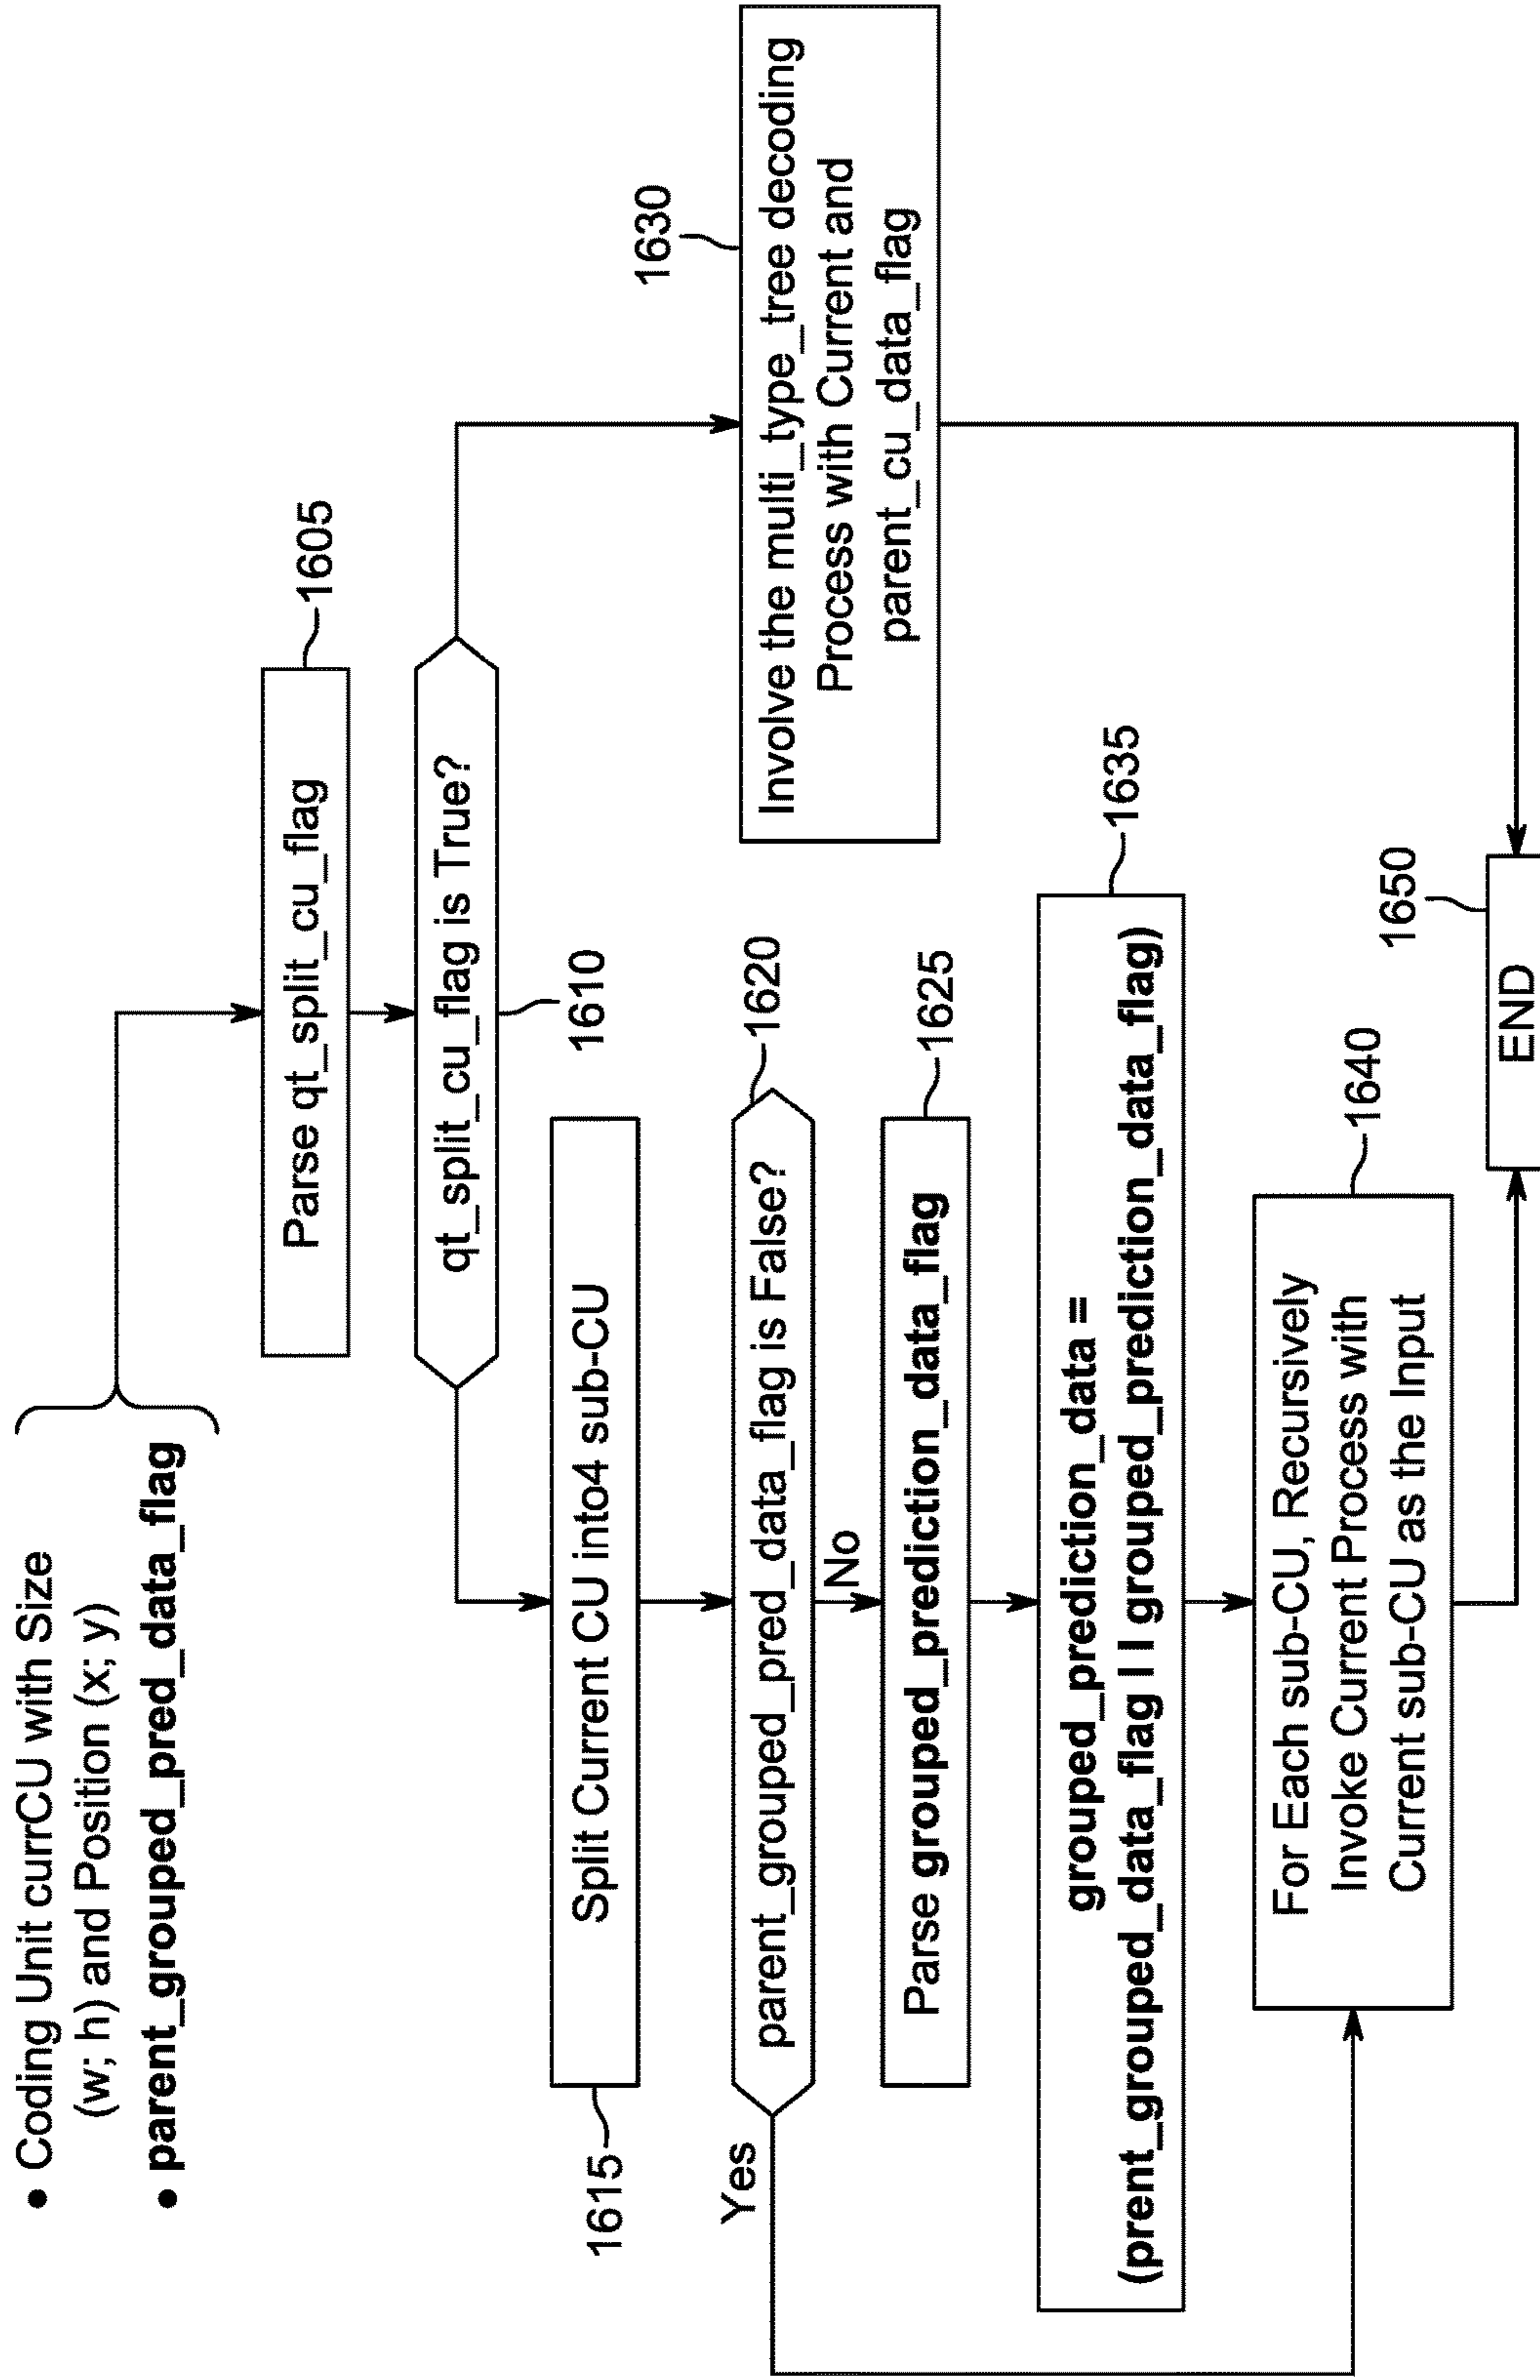 • Coding Unit currCU with Size
(w; h) and Position (x; y)
• parent_grouped_pred_data_flag
Parse qt_split_cu_flag
1605
qt_split_cu_flag is True?
1610
Split Current CU into4 sub-CU
1615
parent_grouped_pred_data_flag is False?
1620
Yes
No
Parse grouped_prediction_data_flag
1625
Involve the multi_type_tree decoding
Process with Current and
parent_cu_data_flag
1630
grouped_prediction_data =
(prent_grouped_data_flag I I grouped_prediction_data_flag)
1635
For Each sub-CU, Recursively
Invoke Current Process with
Current sub-CU as the Input
1640
END
1650